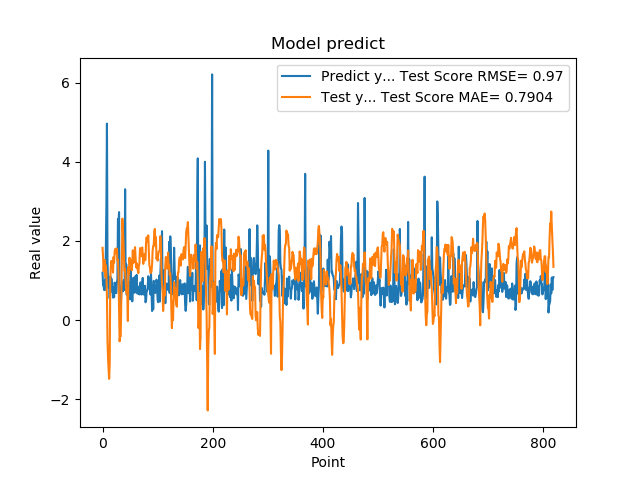 Model predict
Predict y... Test Score RMSE= 0.97
Test y... Test Score MAE= 0.7904
6
4
2
0
−2
Real value
0 200 400 600 800
Point